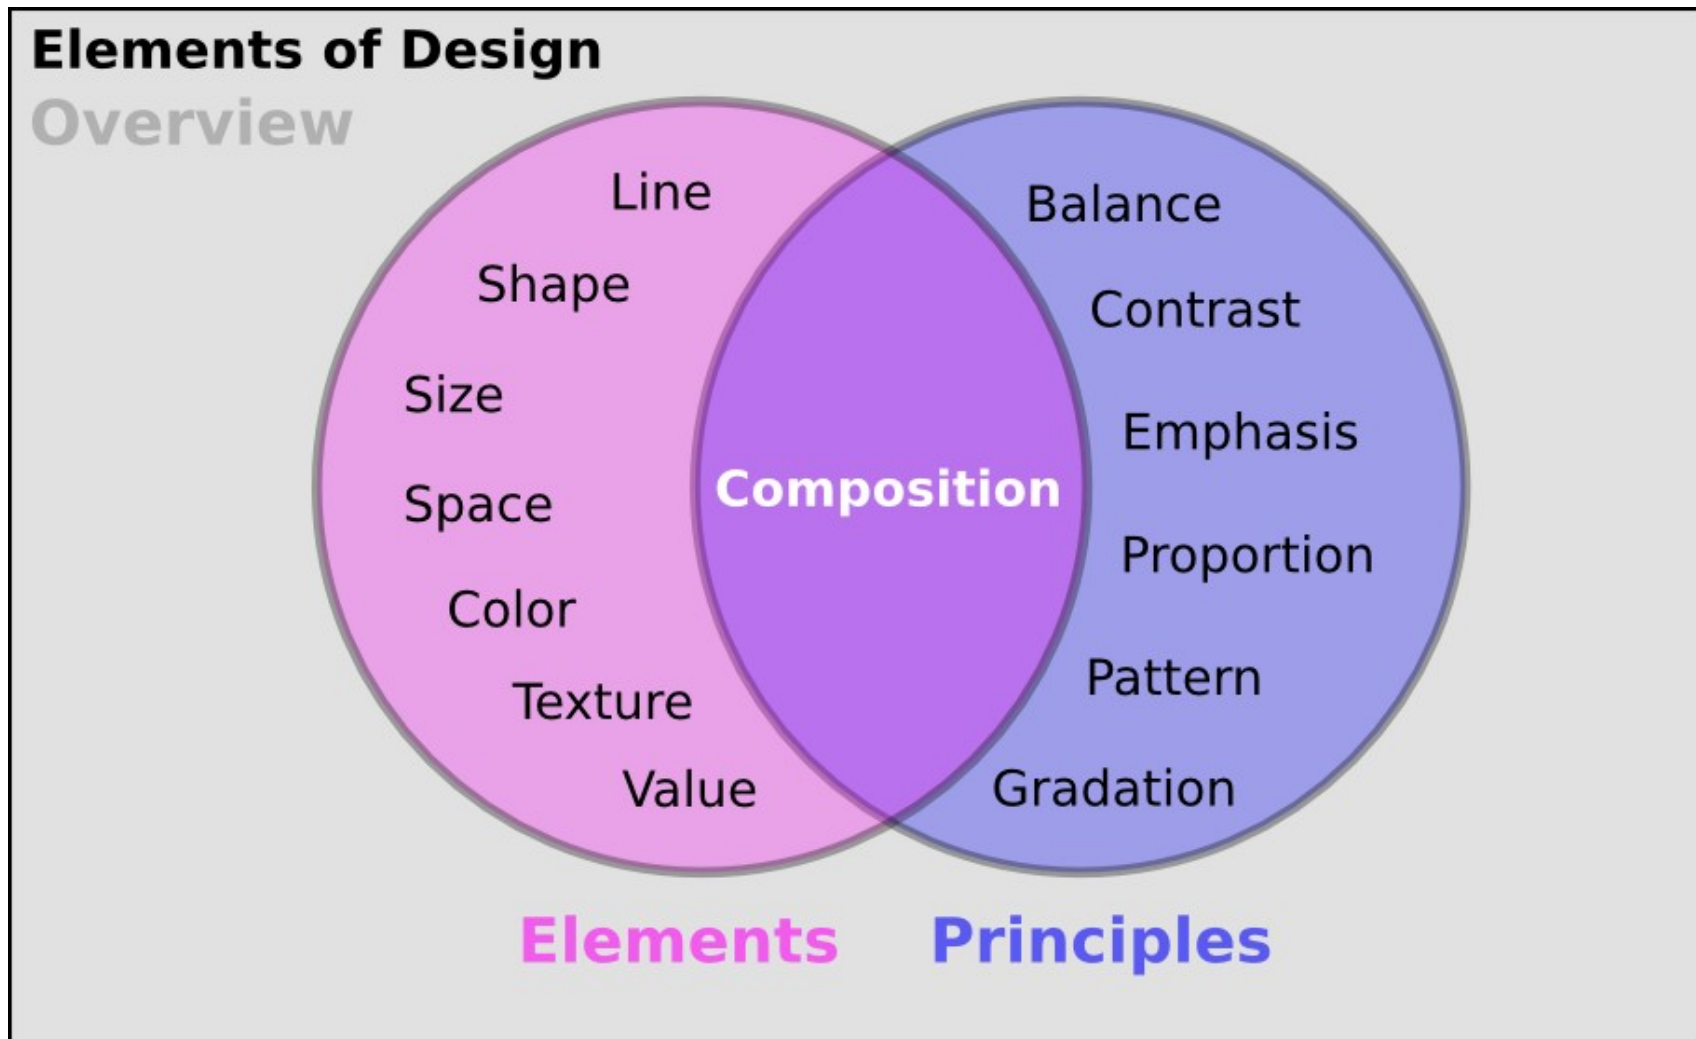 Elements of Design
Overview
Line
Shape
Size
Space
Color
Texture
Value
Composition
Balance
Contrast
Emphasis
Proportion
Pattern
Gradation
Elements
Principles